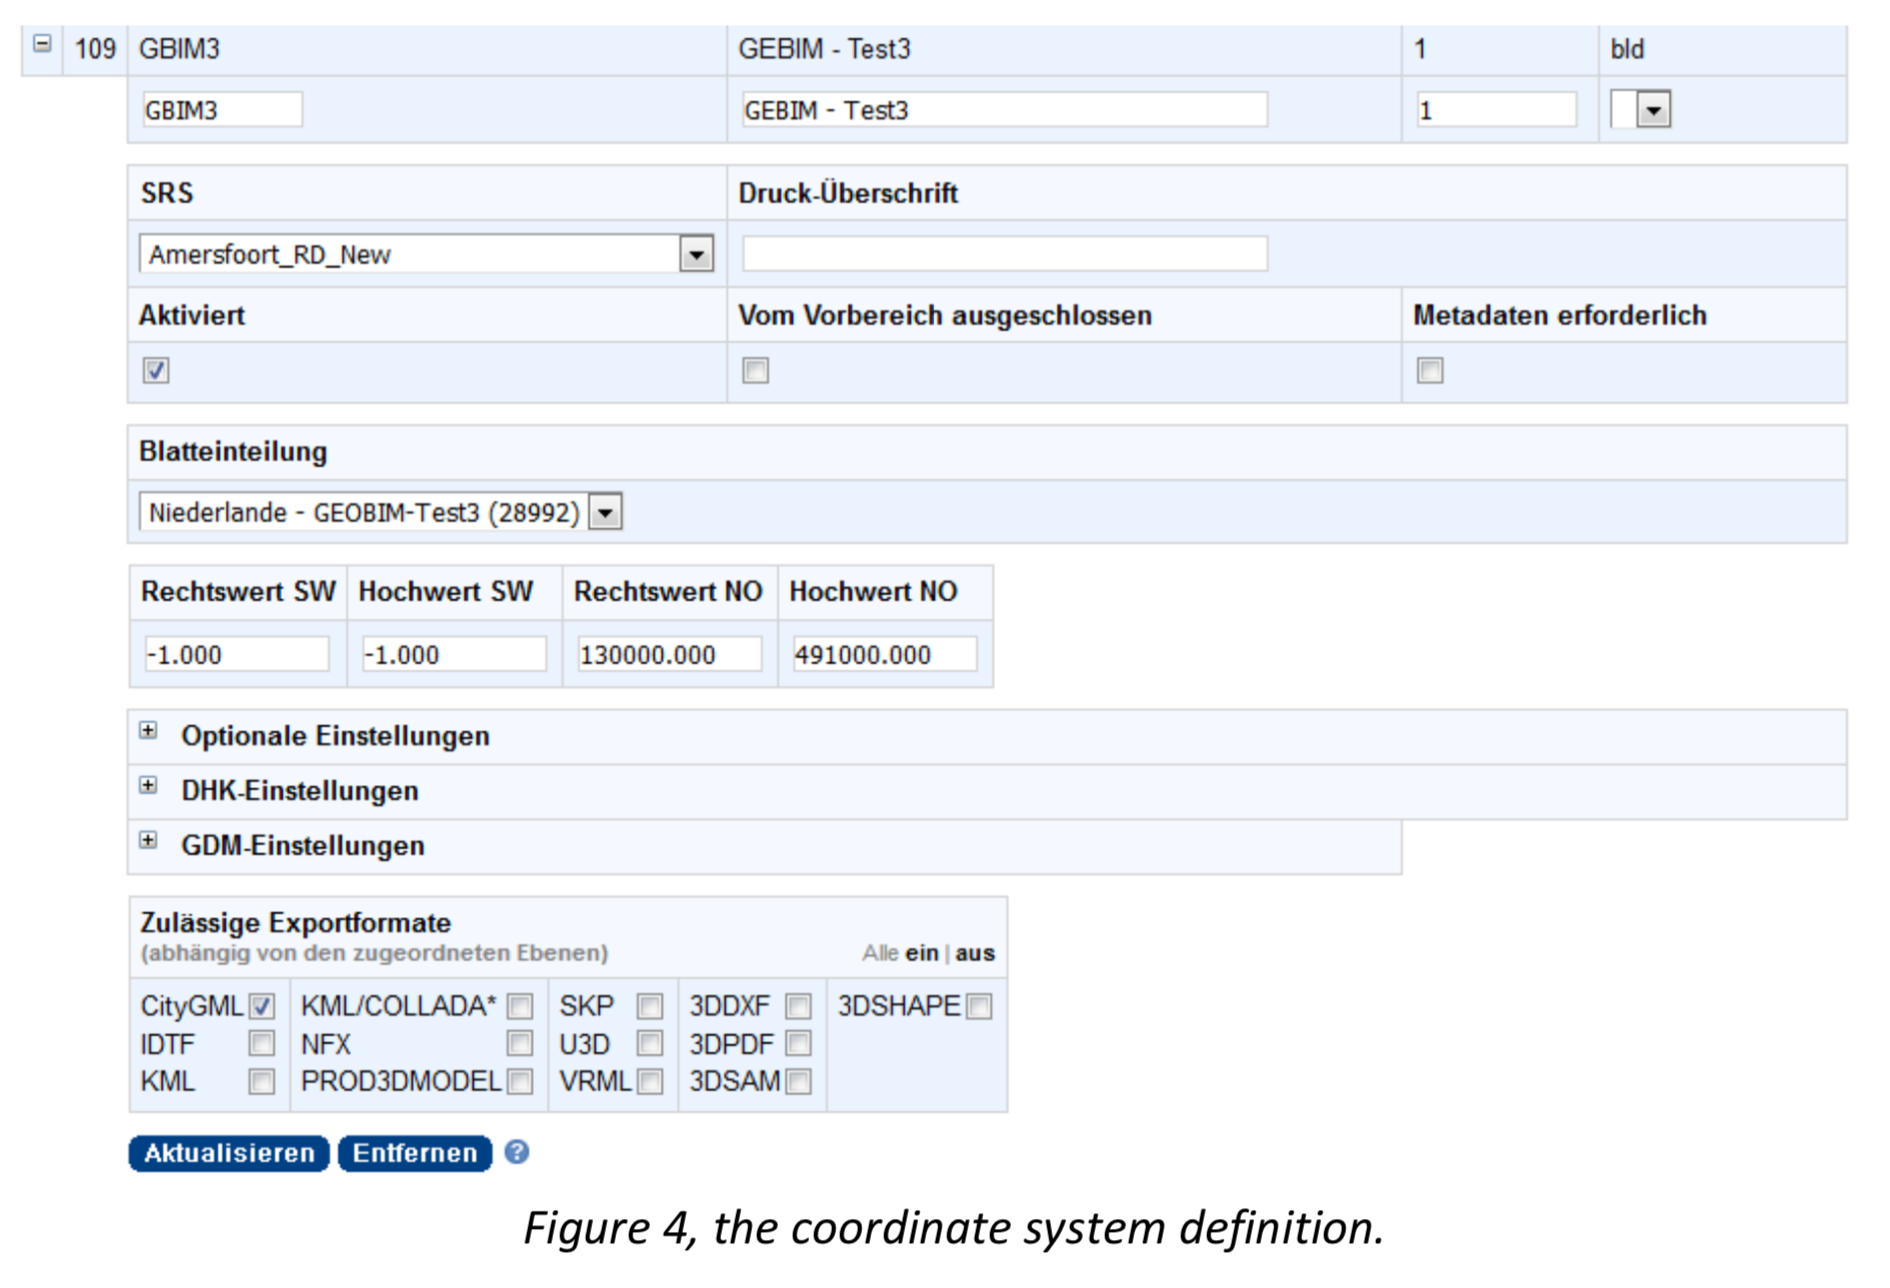 109 GBIM3 GEBIM - Test3 1 bld
GBIM3 GEBIM - Test3 1
SRS Druck-Überschrift
Amersfoort_RD_New
Aktiviert Vom Vorbereich ausgeschlossen Metadaten erforderlich
Blatteinteilung
Niederlande - GEOBIM-Test3 (28992)
Rechtswert SW Hochwert SW Rechtswert NO Hochwert NO
-1.000 -1.000 130000.000 491000.000
Optionale Einstellungen
DHK-Einstellungen
GDM-Einstellungen
Zulässige Exportformate
(abhängig von den zugeordneten Ebenen) Alle ein | aus
CityGML KML/COLLADA* SKP 3DDXF 3DSHAPE
IDTF NFX U3D 3DPDF
KML PROD3DMODEL VRML 3DSAM
Aktualisieren Entfernen ?
Figure 4, the coordinate system definition.